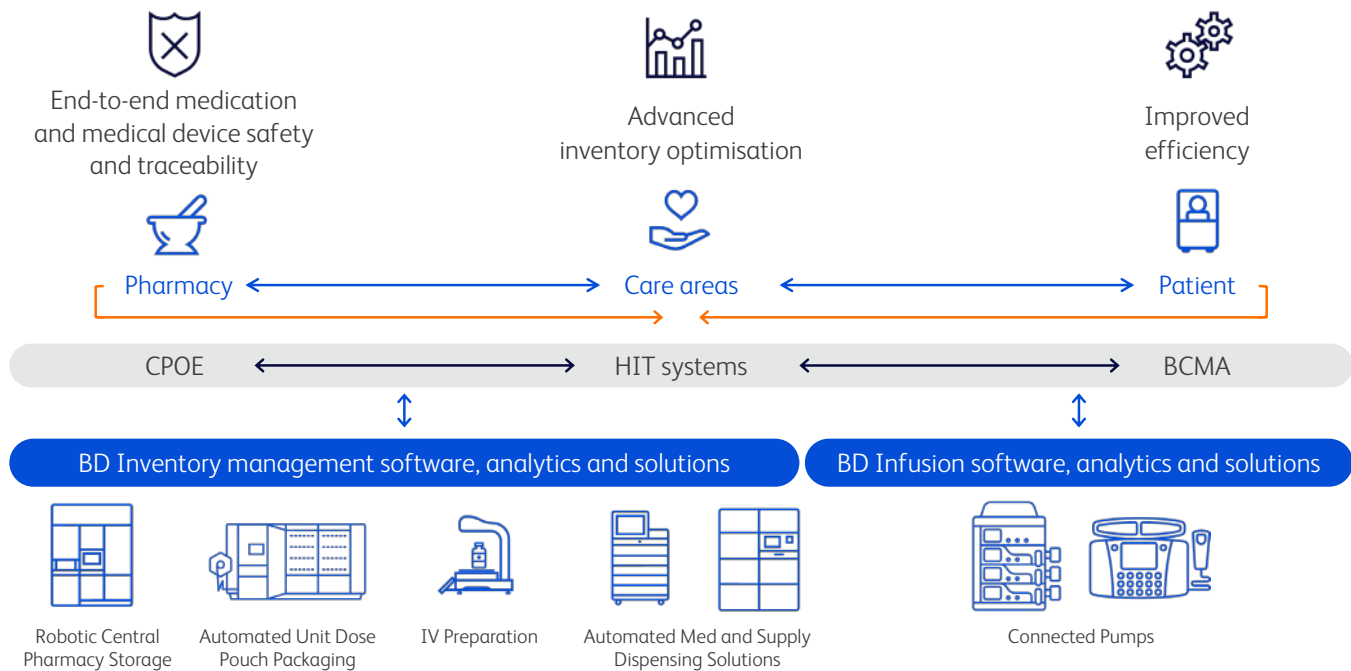 End-to-end medication
and medical device safety
and traceability
Advanced
inventory optimisation
Improved
efficiency
Pharmacy
Care areas
Patient
CPOE
HIT systems
BCMA
BD Inventory management software, analytics and solutions
BD Infusion software, analytics and solutions
Robotic Central
Pharmacy Storage
Automated Unit Dose
Pouch Packaging
IV Preparation
Automated Med and Supply
Dispensing Solutions
Connected Pumps